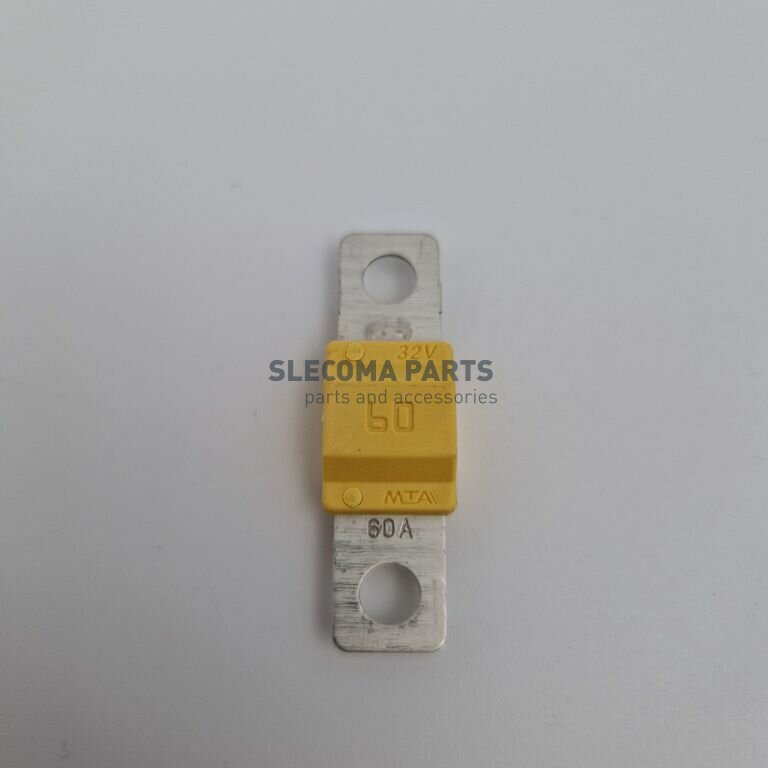 32V
SLECOMA PARTS
parts and accessories
60
MTA
60A